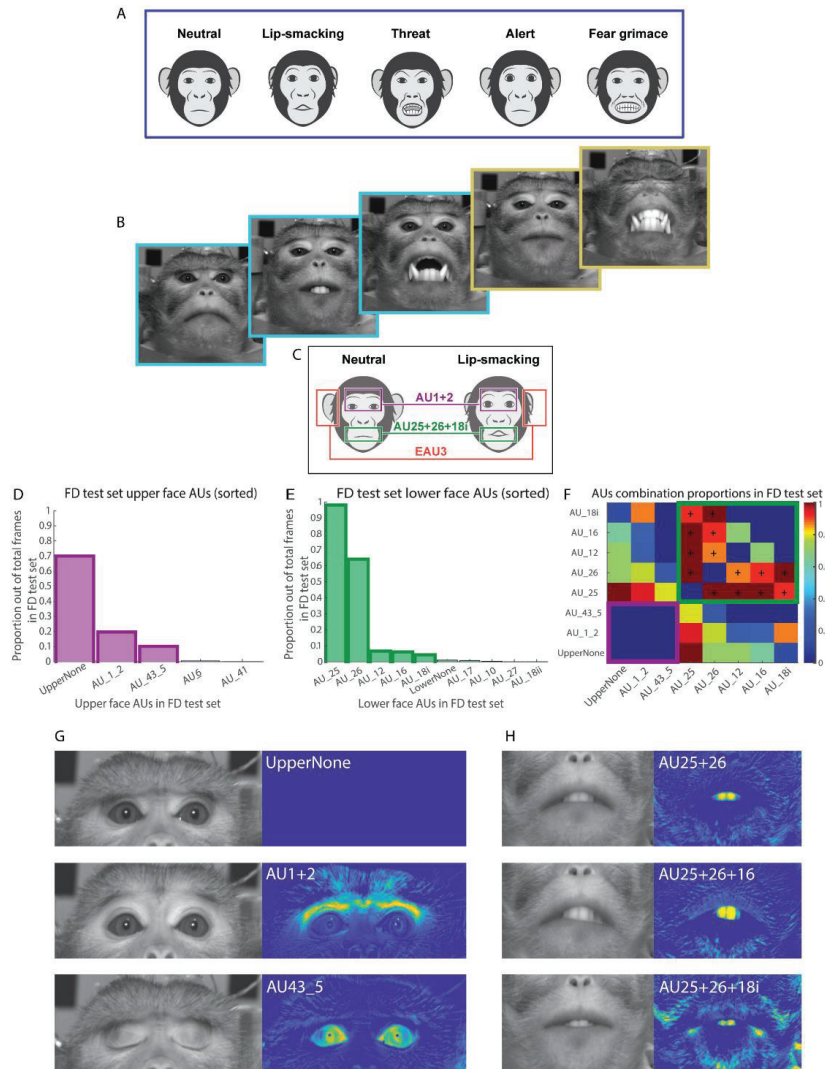 A
Neutral Lip-smacking Threat Alert Fear grimace
B
C
Neutral Lip-smacking
AU1+2
AU25+26+18i
EAU3
D
FD test set upper face AUs (sorted)
Proportion out of total frames
in FD test set
1
0.9
0.8
0.7
0.6
0.5
0.4
0.3
0.2
0.1
0
UpperNone
AU_1_2
AU_43_5
AU6
AU_41
Upper face AUs in FD test set
E
FD test set lower face AUs (sorted)
Proportion out of total frames
in FD test set
1
0.9
0.8
0.7
0.6
0.5
0.4
0.3
0.2
0.1
0
AU_25
AU_26
AU_12
AU_16
AU_18i
LowerNone
AU_17
AU_10
AU_27
AU_18ii
Lower face AUs in FD test set
F
AUs combination proportions in FD test set
AU_18i + +
AU_16 + +
AU_12 + +
AU_26 + + + +
AU_25 + + + +
AU_43_5
AU_1_2
UpperNone
UpperNone
AU_1_2
AU_43_5
AU_25
AU_26
AU_12
AU_16
AU_18i
1
0
G
UpperNone
AU1+2
AU43_5
H
AU25+26
AU25+26+16
AU25+26+18i